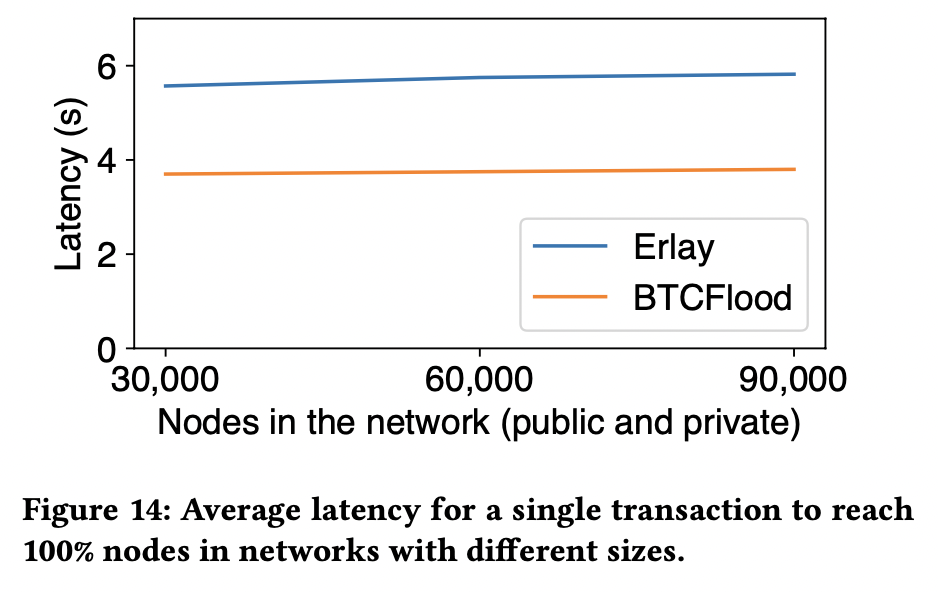 6
4
2
0
Latency (s)
Erlay
BTCFlood
30,000 60,000 90,000
Nodes in the network (public and private)
Figure 14: Average latency for a single transaction to reach
100% nodes in networks with different sizes.